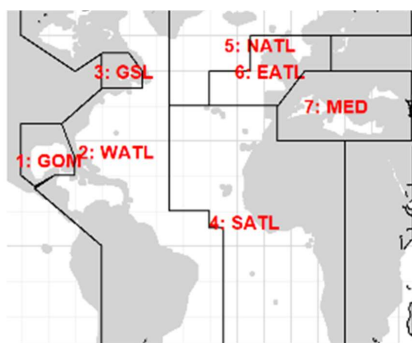 5: NATL
3: GSL
6: EATL
7: MED
1: GOM
2: WATL
4: SATL